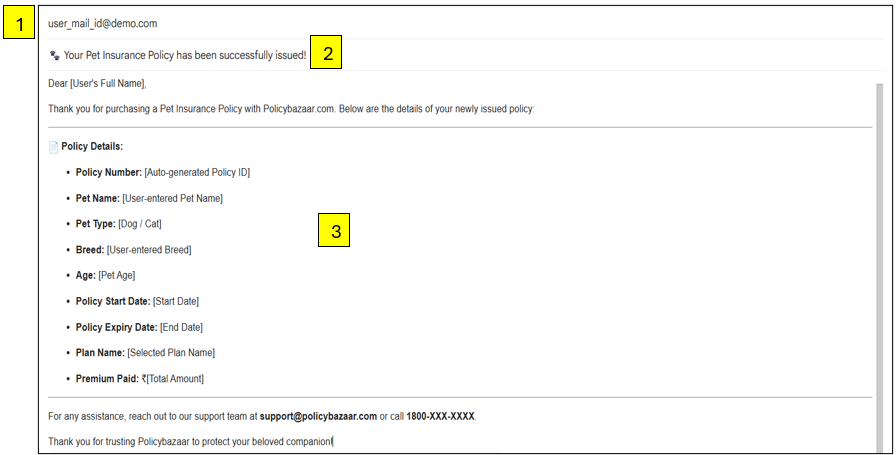 1
user_mail_id@demo.com
🐾 Your Pet Insurance Policy has been successfully issued! 2
Dear [User's Full Name],
Thank you for purchasing a Pet Insurance Policy with Policybazaar.com. Below are the details of your newly issued policy:
📄 Policy Details:
• Policy Number: [Auto-generated Policy ID]
• Pet Name: [User-entered Pet Name]
• Pet Type: [Dog / Cat]
3
• Breed: [User-entered Breed]
• Age: [Pet Age]
• Policy Start Date: [Start Date]
• Policy Expiry Date: [End Date]
• Plan Name: [Selected Plan Name]
• Premium Paid: ₹[Total Amount]
For any assistance, reach out to our support team at support@policybazaar.com or call 1800-XXX-XXXX.
Thank you for trusting Policybazaar to protect your beloved companion!